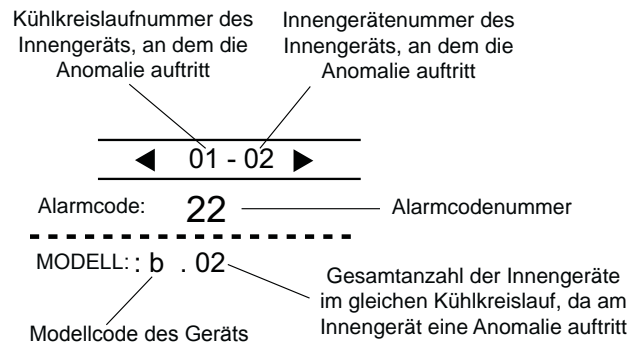 Kühlkreislaufnummer des
Innengeräts, an dem die
Anomalie auftritt
Innengerätenummer des
Innengeräts, an dem die
Anomalie auftritt
◀ 01 - 02 ▶
Alarmcode: 22
Alarmcodenummer
MODELL: : b . 02
Gesamtanzahl der Innengeräte
im gleichen Kühlkreislauf, da am
Innengerät eine Anomalie auftritt
Modellcode des Geräts